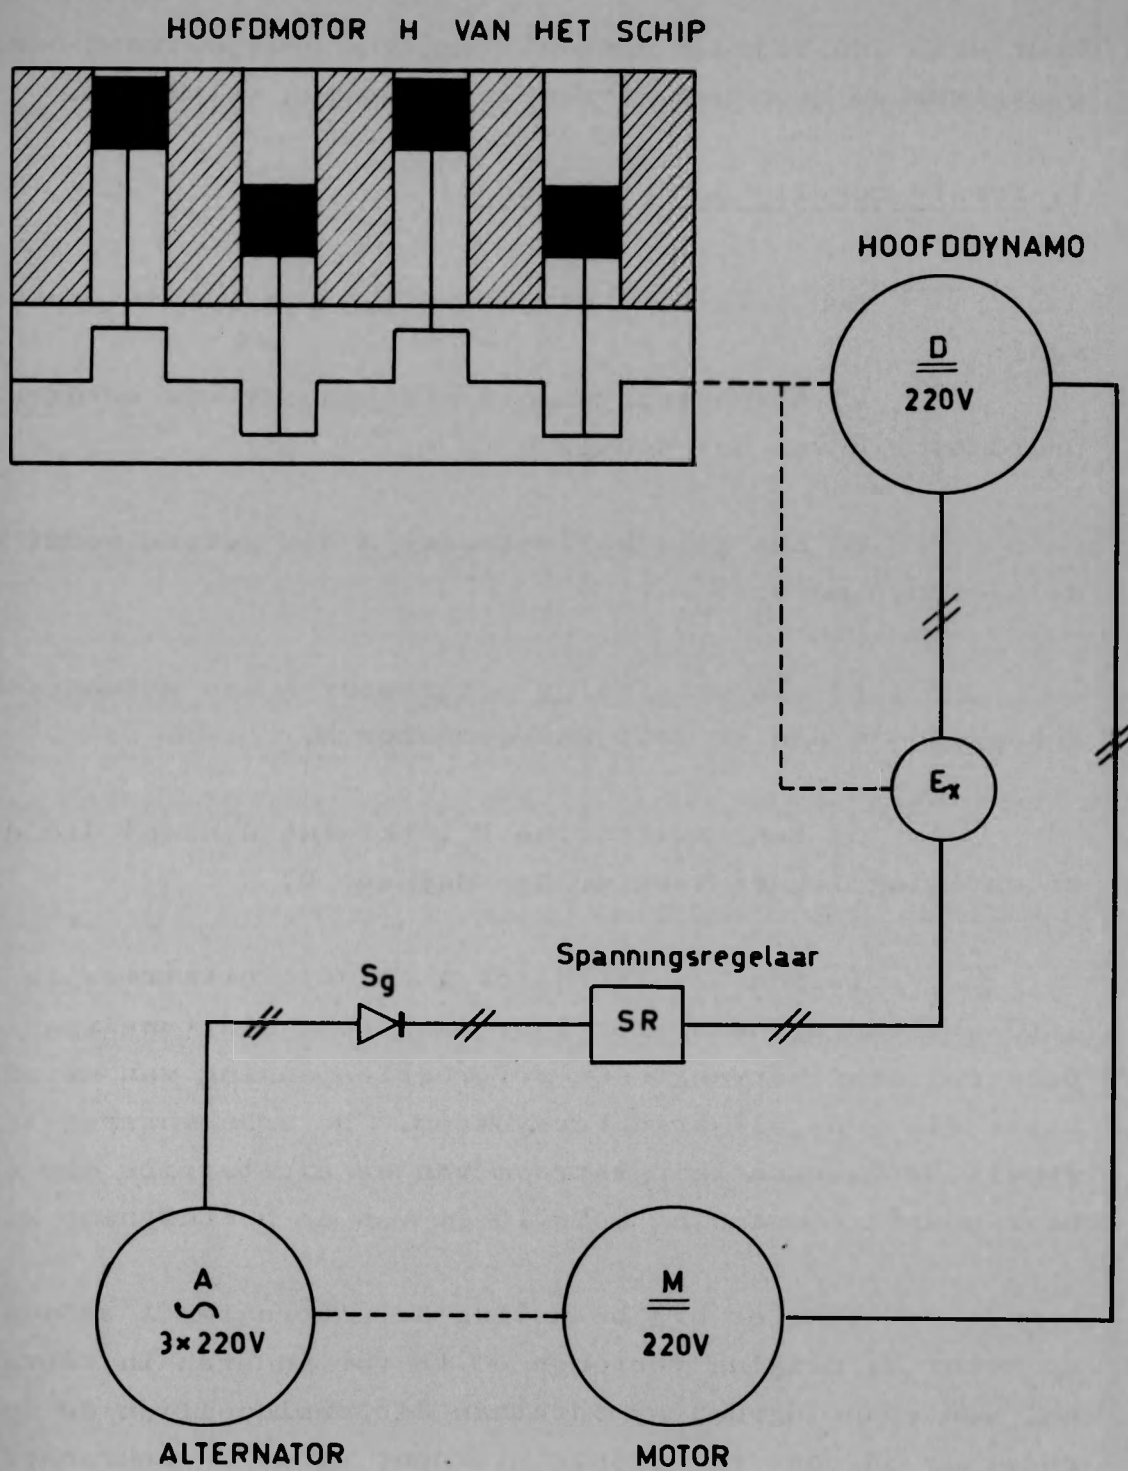 HOOFDMOTOR H VAN HET SCHIP
HOOFDDYNAMO
D
220V
Ex
Spanningsregelaar
Sg
SR
A
3×220V
M
220V
ALTERNATOR
MOTOR